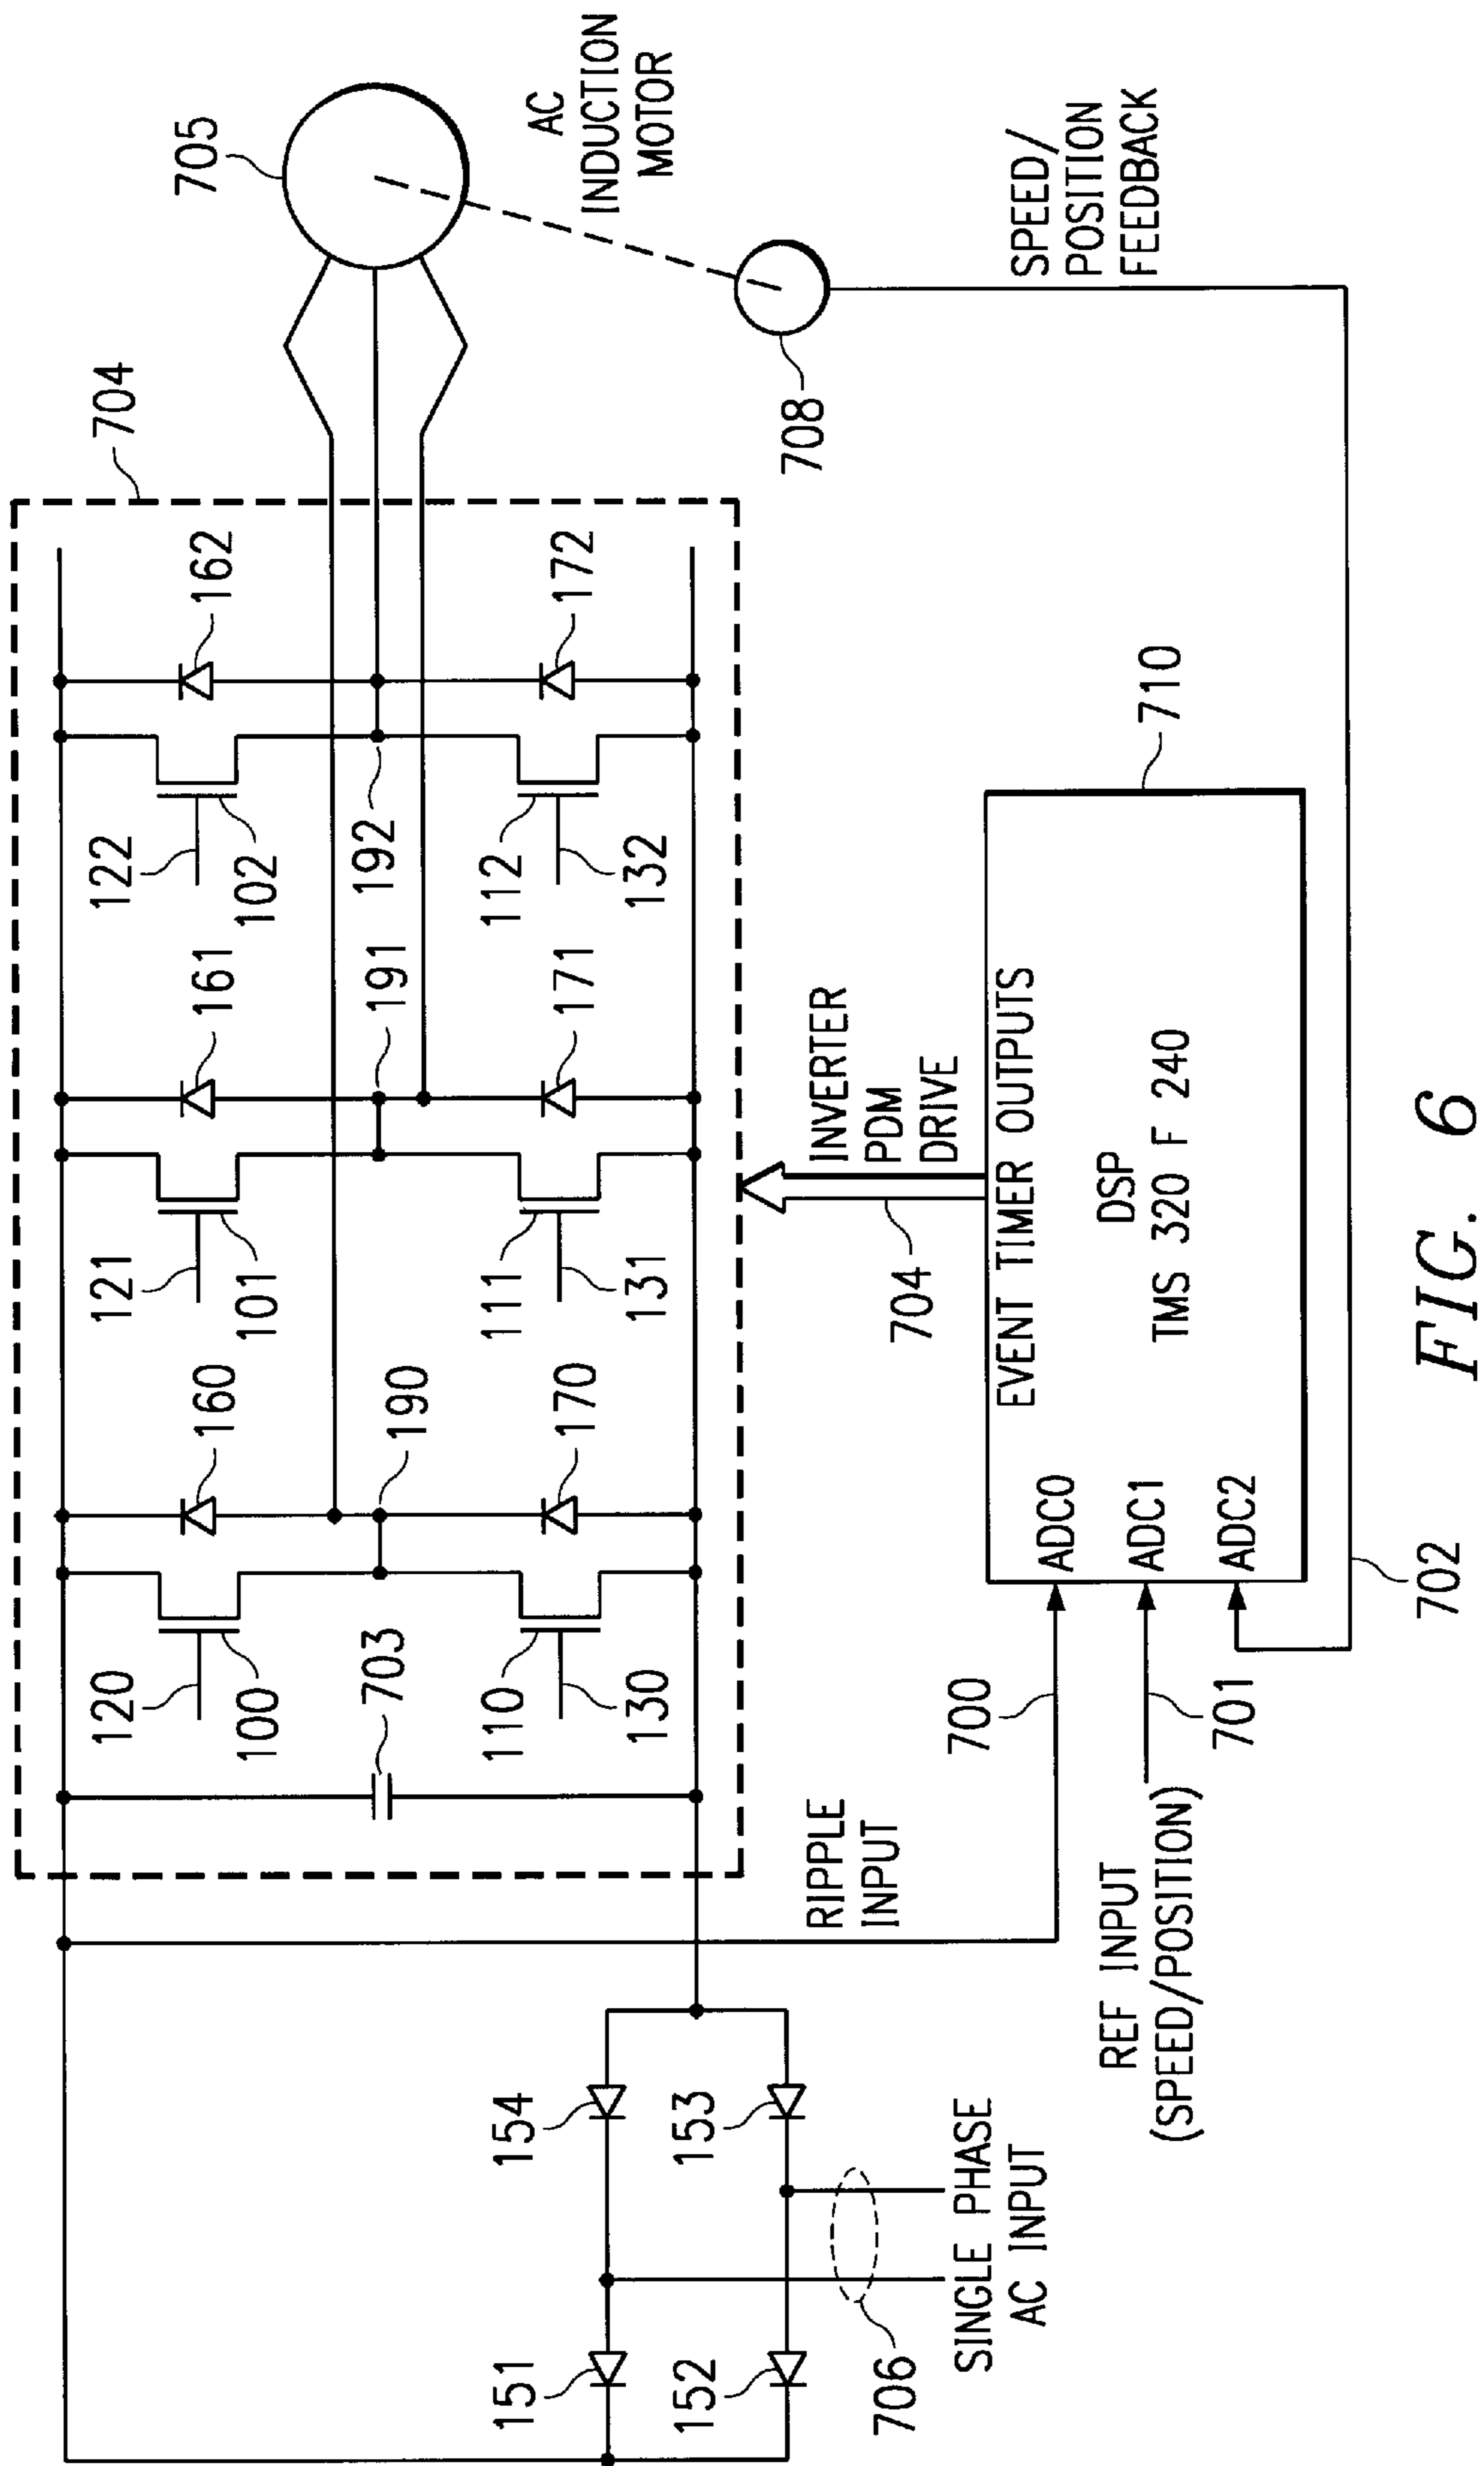 704
705
120
160
121
161
122
162
100
101
102
703
190
191
192
110
170
111
171
112
172
130
131
132
AC
INDUCTION
MOTOR
708
151
154
152
153
706
SINGLE PHASE
AC INPUT
RIPPLE
INPUT
700
REF INPUT
(SPEED/POSITION)
701
702
INVERTER
PDM
DRIVE
704
EVENT TIMER OUTPUTS
ADC0
ADC1
ADC2
DSP
TMS 320 F 240
710
SPEED/
POSITION
FEEDBACK
FIG. 6